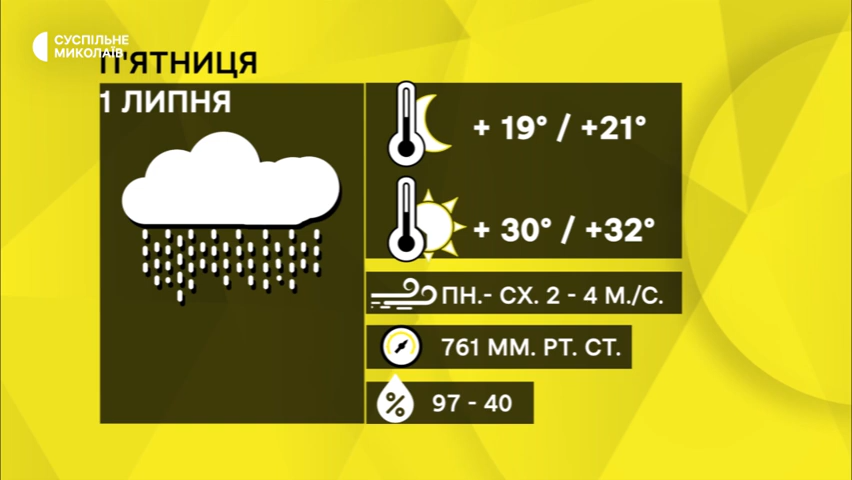 СУСПІЛЬНЕ
МИКОЛАЇВ
П'ЯТНИЦЯ
1 ЛИПНЯ
+ 19° / +21°
+ 30° / +32°
ПН.- СХ. 2 - 4 М./С.
761 ММ. РТ. СТ.
%
97 - 40